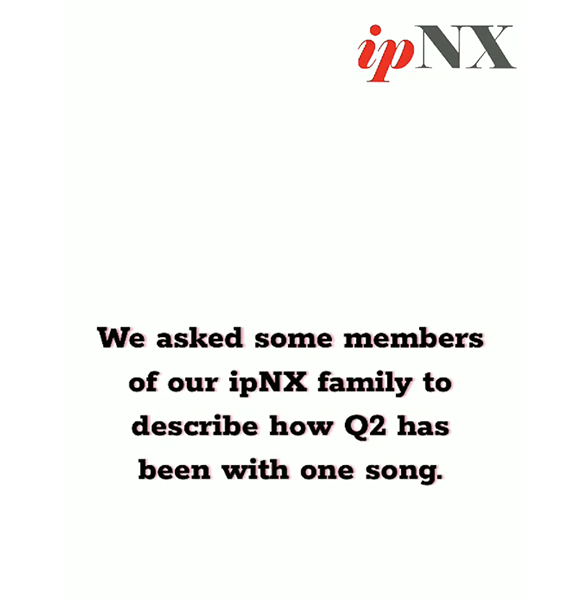 ipNX
We asked some members
of our ipNX family to
describe how Q2 has
been with one song.